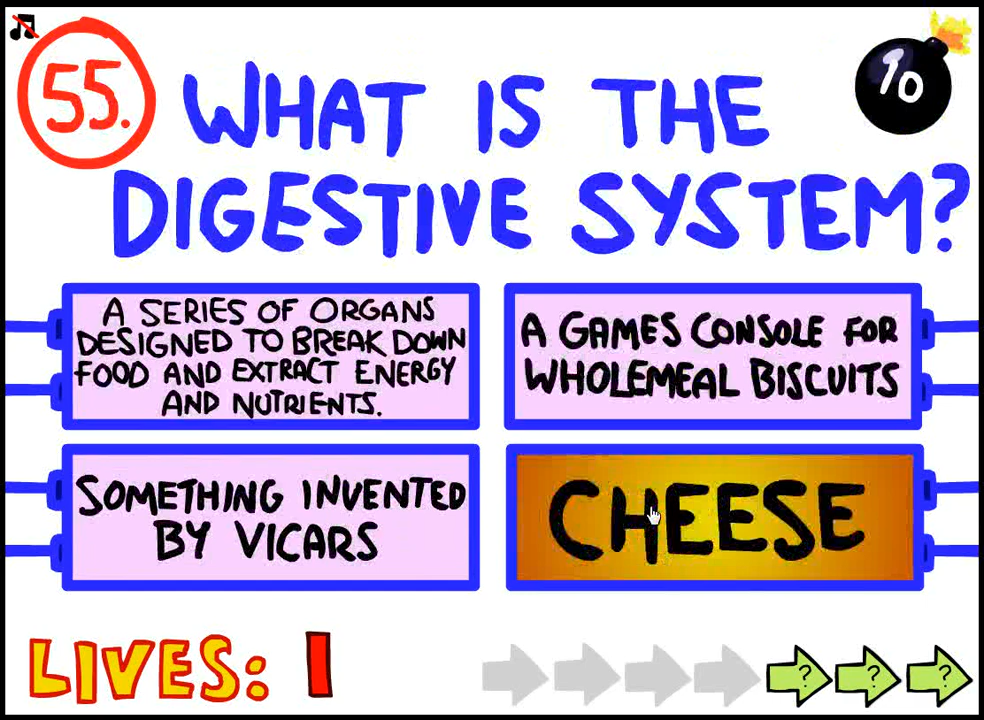 55.
WHAT IS THE
DIGESTIVE SYSTEM?
10
A SERIES OF ORGANS
DESIGNED TO BREAK DOWN
FOOD AND EXTRACT ENERGY
AND NUTRIENTS.
A GAMES CONSOLE FOR
WHOLEMEAL BISCUITS
SOMETHING INVENTED
BY VICARS
CHEESE
LIVES: 1
? ? ?